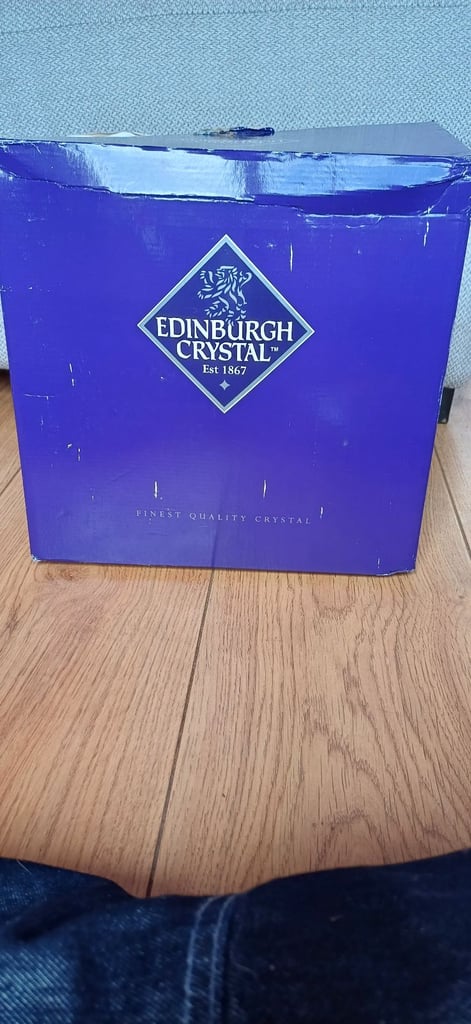 EDINBURGH
CRYSTAL™
Est 1867
FINEST QUALITY CRYSTAL